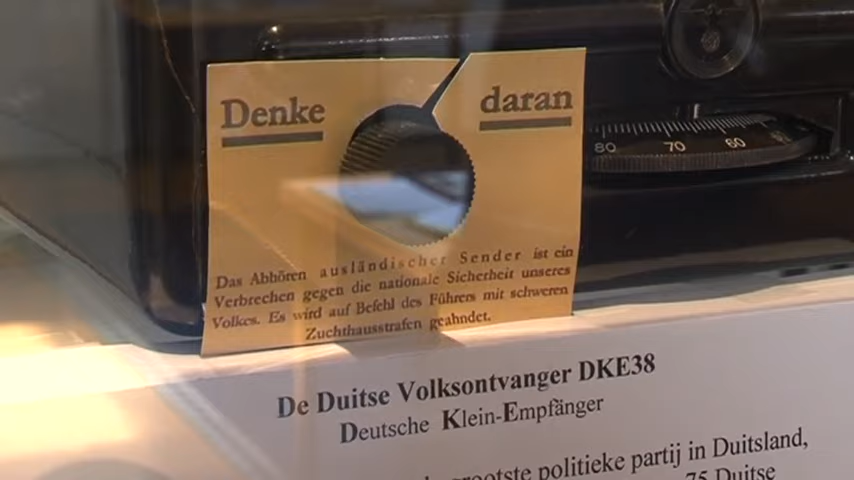 Denke daran
80 70 60
Das Abhören ausländischer Sender ist ein
Verbrechen gegen die nationale Sicherheit unseres
Volkes. Es wird auf Befehl des Führers mit schweren
Zuchthausstrafen geahndet.
De Duitse Volksontvanger DKE38
Deutsche Klein-Empfänger
grootste politieke partij in Duitsland,
75 Duitse